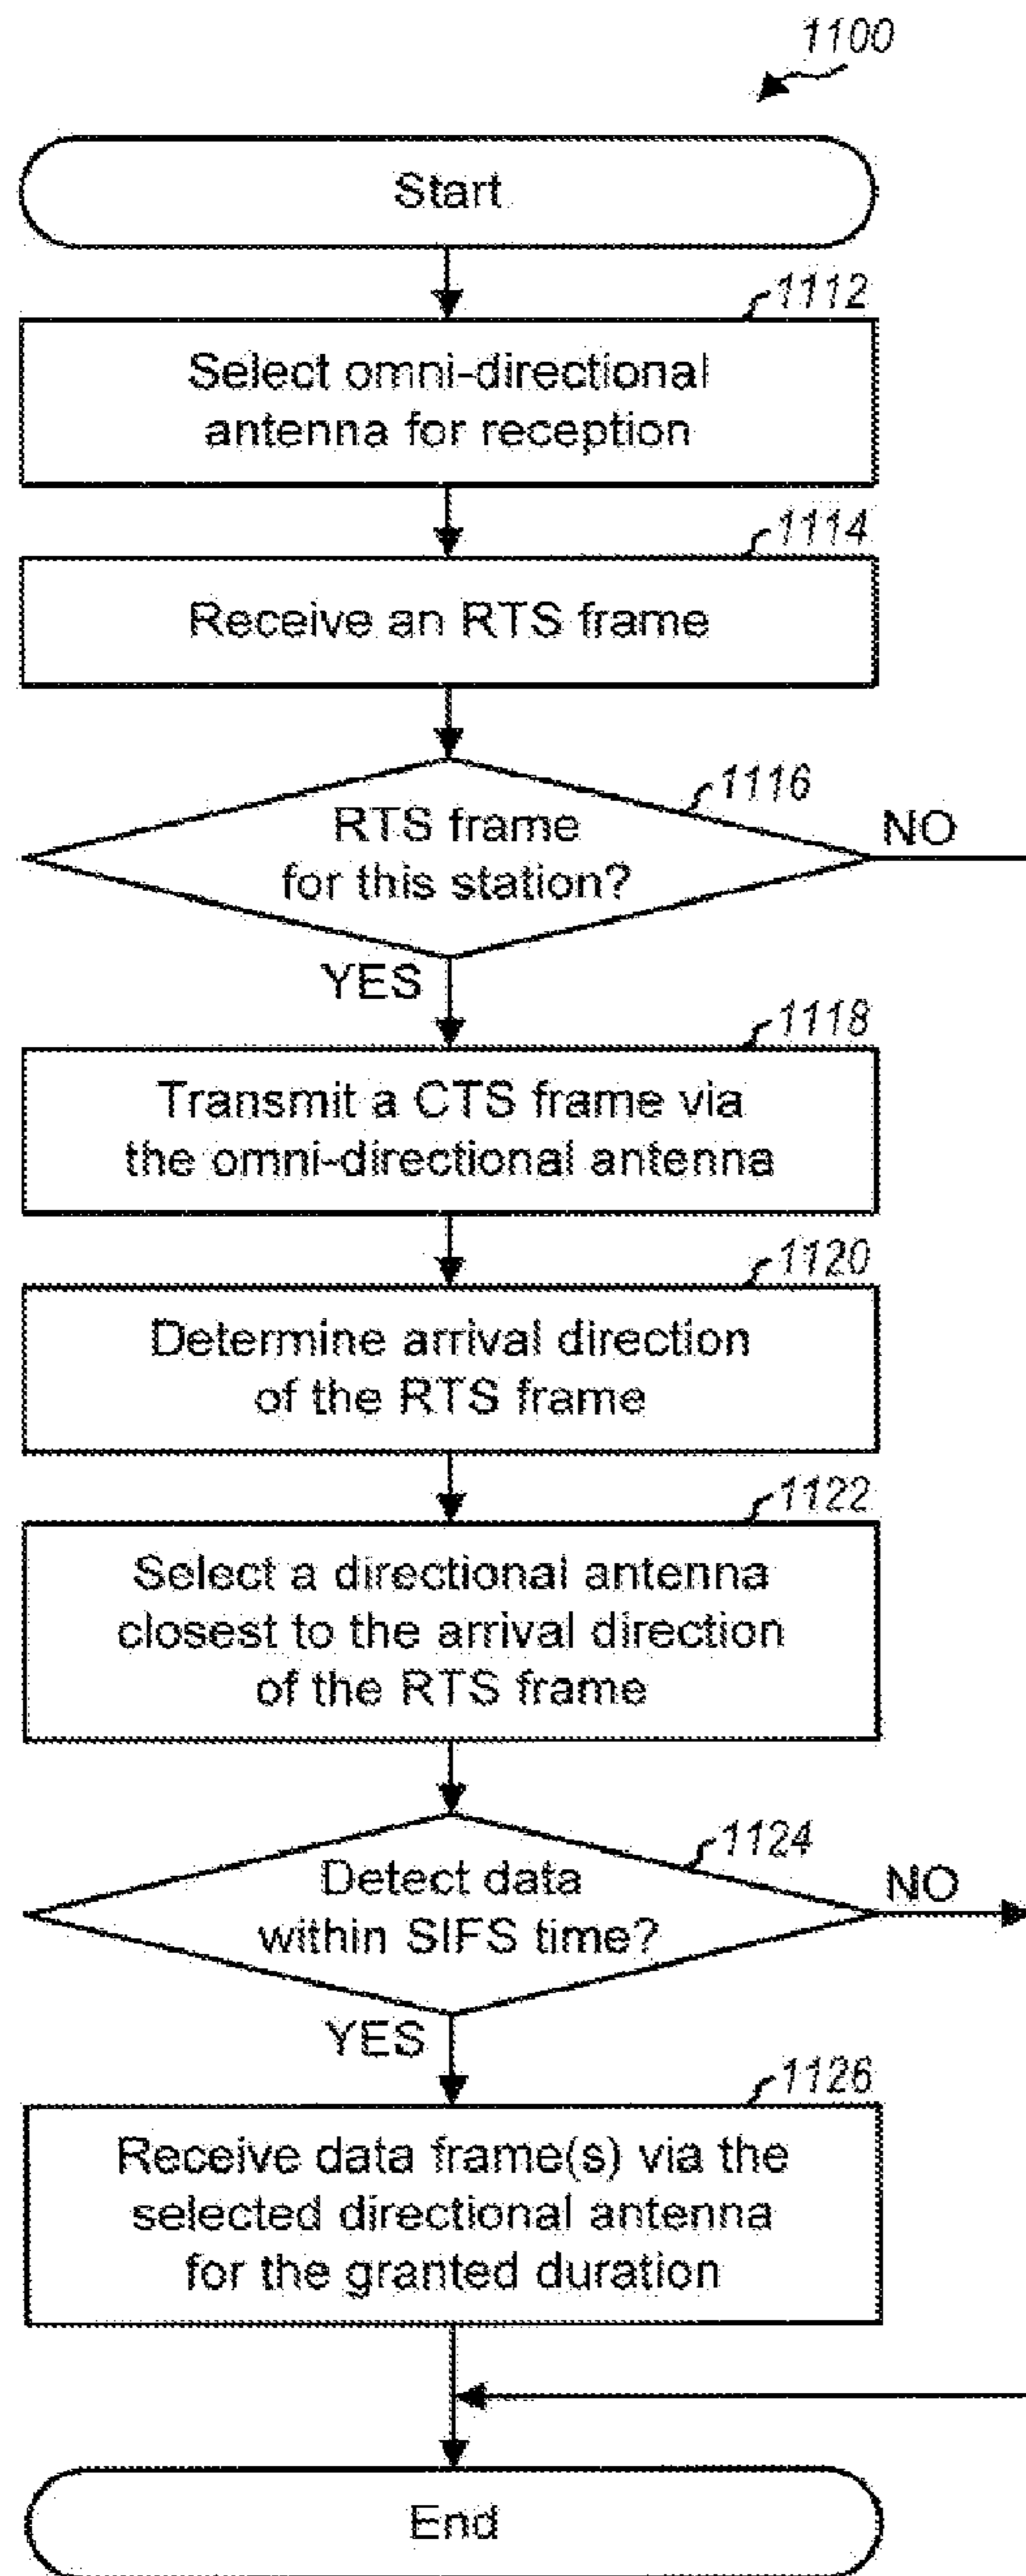 1100
Start
1112
Select omni-directional
antenna for reception
1114
Receive an RTS frame
1116
RTS frame
for this station?
NO
YES
1118
Transmit a CTS frame via
the omni-directional antenna
1120
Determine arrival direction
of the RTS frame
1122
Select a directional antenna
closest to the arrival direction
of the RTS frame
1124
Detect data
within SIFS time?
NO
YES
1126
Receive data frame(s) via the
selected directional antenna
for the granted duration
End